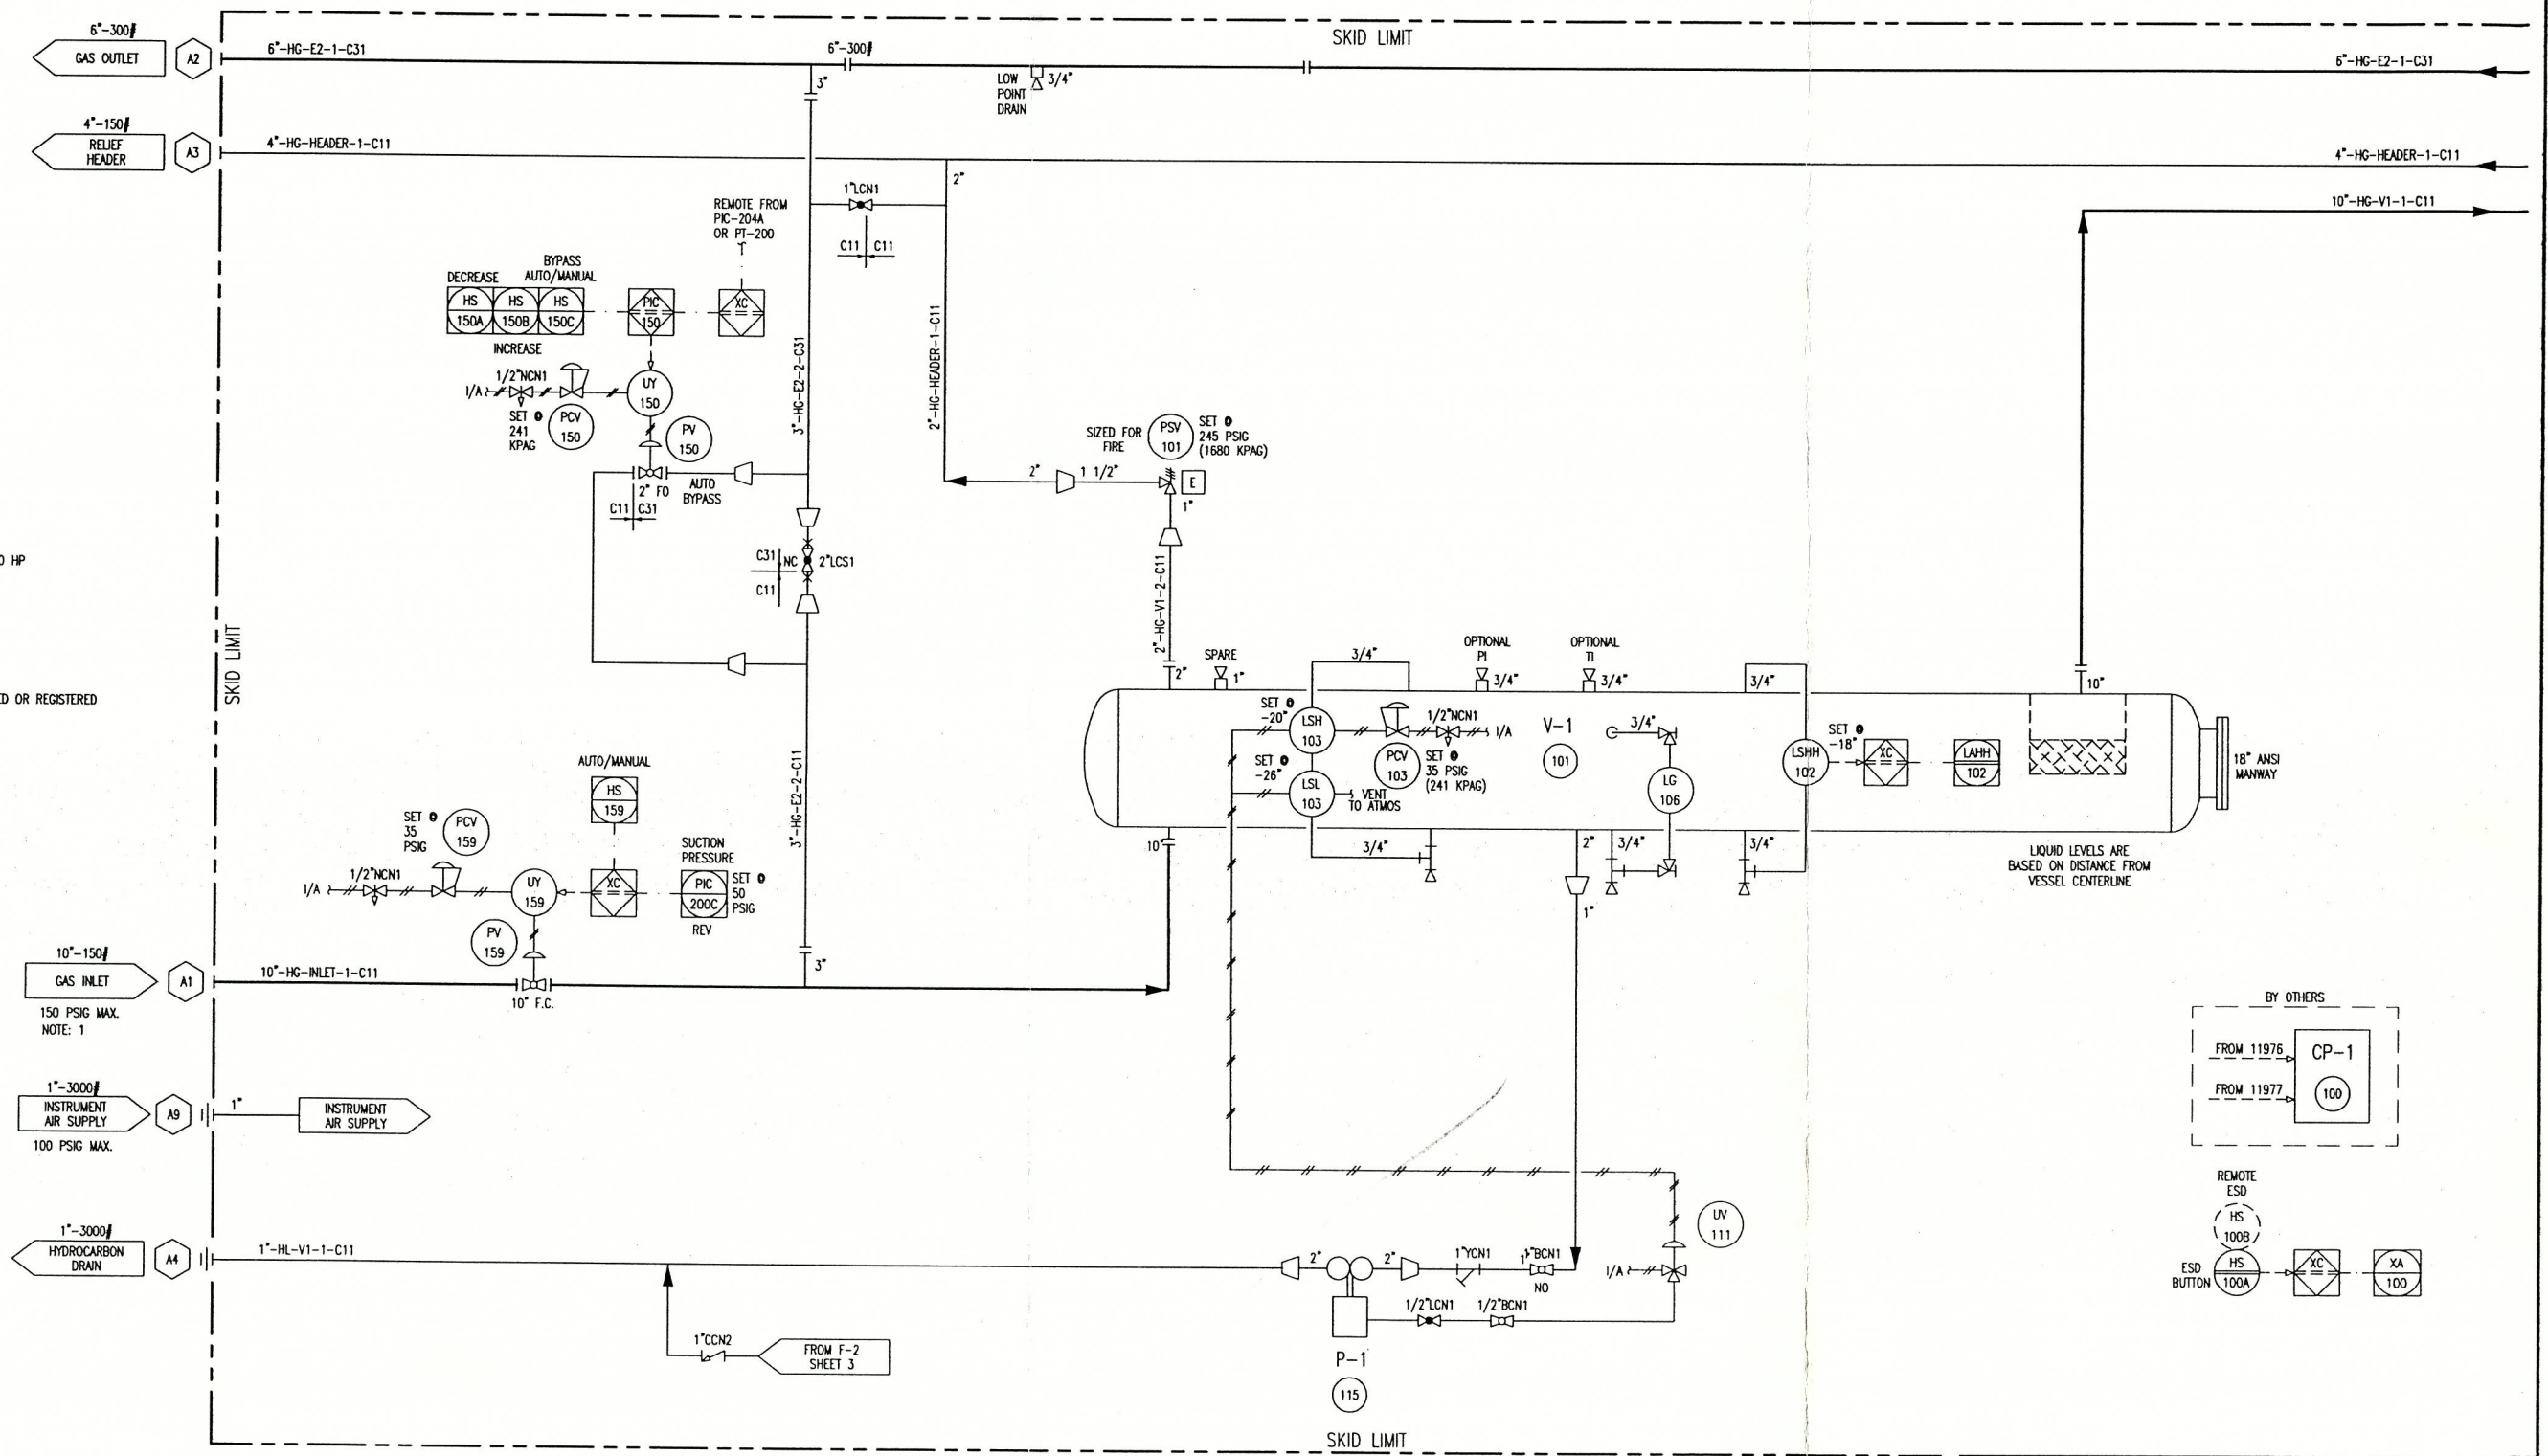 SKID LIMIT
6"-300#
GAS OUTLET
A2
6"-HG-E2-1-C31
6"-300#
3"
LOW
POINT
DRAIN
3/4"
6"-HG-E2-1-C31
4"-150#
RELIEF
HEADER
A3
4"-HG-HEADER-1-C11
4"-HG-HEADER-1-C11
2"
1"LCN1
C11 C11
10"-HG-V1-1-C11
REMOTE FROM
PIC-204A
OR PT-200
BYPASS
DECREASE AUTO/MANUAL
HS
150A
HS
150B
HS
150C
PIC
150
XC
INCREASE
1/2"NCN1
I/A
UY
150
SET @
241
KPAG
PCV
150
PV
150
2" FO
AUTO
BYPASS
C11 C31
3"-HG-E2-2-C31
2"-HG-HEADER-1-C11
SIZED FOR
FIRE
PSV
101
SET @
245 PSIG
(1680 KPAG)
2"
1 1/2"
E
1"
C31
NC
2"LCS1
C11
2"-HG-V1-2-C11
0 HP
ED OR REGISTERED
SKID LIMIT
2"
SPARE
1"
3/4"
OPTIONAL
PI
3/4"
OPTIONAL
TI
3/4"
3/4"
10"
SET @
-20"
LSH
103
1/2"NCN1
I/A
V-1
101
3/4"
SET @
-26"
LSL
103
PCV
103
SET @
35 PSIG
(241 KPAG)
VENT
TO ATMOS
LG
106
LSHH
102
SET @
-18"
XC
LAHH
102
18" ANSI
MANWAY
10"
3/4"
2"
3/4"
3/4"
1"
LIQUID LEVELS ARE
BASED ON DISTANCE FROM
VESSEL CENTERLINE
3"-HG-E2-2-C11
AUTO/MANUAL
HS
159
SET @
35
PSIG
PCV
159
1/2"NCN1
I/A
UY
159
XC
SUCTION
PRESSURE
PIC
200C
SET @
50
PSIG
REV
PV
159
3"
10"-150#
GAS INLET
A1
10"-HG-INLET-1-C11
10" F.C.
150 PSIG MAX.
NOTE: 1
BY OTHERS
FROM 11976
CP-1
FROM 11977
100
1"-3000#
INSTRUMENT
AIR SUPPLY
A9
1"
INSTRUMENT
AIR SUPPLY
100 PSIG MAX.
REMOTE
ESD
HS
100B
ESD
BUTTON
HS
100A
XC
XA
100
UV
111
1"-3000#
HYDROCARBON
DRAIN
A4
1"-HL-V1-1-C11
2"
2"
1"YCN1
1"BCN1
NO
I/A
1/2"LCN1
1/2"BCN1
1"CCN2
FROM F-2
SHEET 3
P-1
115
SKID LIMIT